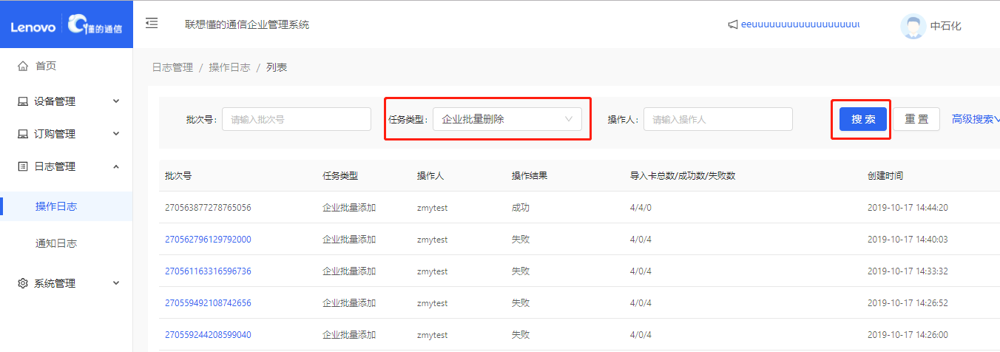 Lenovo 懂的通信
联想懂的通信企业管理系统
eeuuuuuuuuuuuuuuuuuuu
中石化
首页
设备管理
订购管理
日志管理
操作日志
通知日志
系统管理
日志管理 / 操作日志 / 列表
批次号: 请输入批次号 任务类型: 企业批量删除 操作人: 请输入操作人 搜 索 重 置 高级搜索
批次号 任务类型 操作人 操作结果 导入卡总数/成功数/失败数 创建时间
270563877278765056 企业批量添加 zmytest 成功 4/4/0 2019-10-17 14:44:20
270562796129792000 企业批量添加 zmytest 失败 4/0/4 2019-10-17 14:40:03
270561163316596736 企业批量添加 zmytest 失败 4/0/4 2019-10-17 14:33:32
270559492108742656 企业批量添加 zmytest 失败 4/0/4 2019-10-17 14:26:52
270559244208599040 企业批量添加 zmytest 失败 4/0/4 2019-10-17 14:26:00